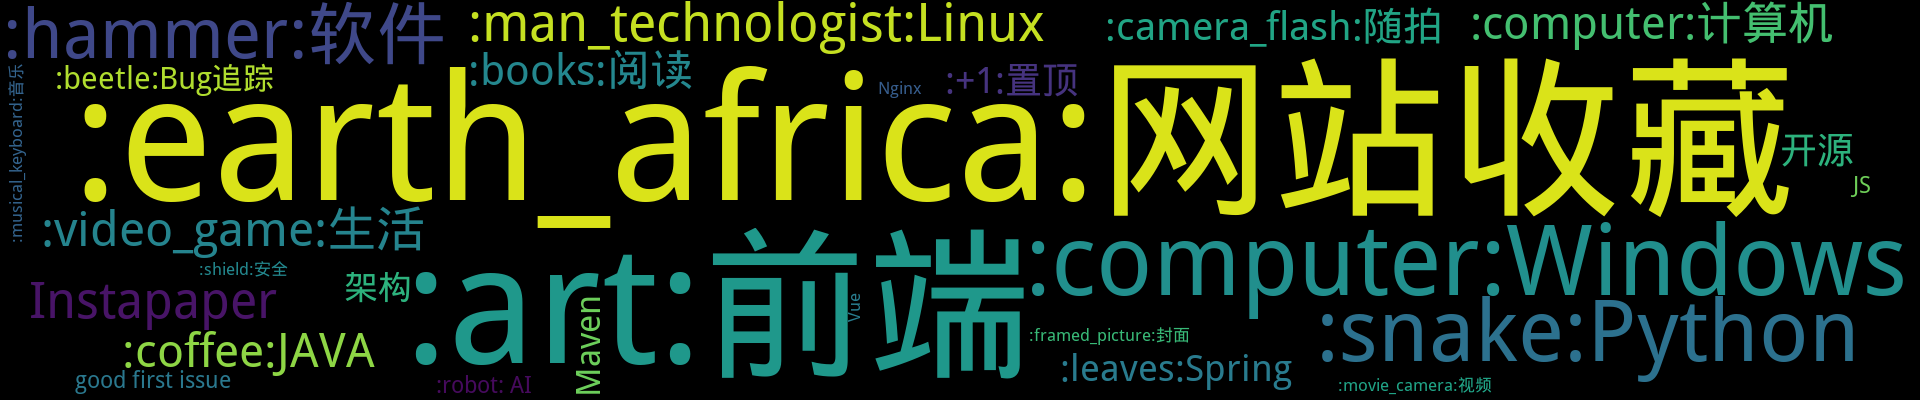 :hammer:软件
:man_technologist:Linux
:camera_flash:随拍
:computer:计算机
:beetle:Bug追踪
:books:阅读
Nginx
:+1:置顶
:musical_keyboard:音乐
:earth_africa:网站收藏
开源
JS
:video_game:生活
:shield:安全
架构
:art:前端
:computer:Windows
Instapaper
Maven
Vue
:framed_picture:封面
:snake:Python
:coffee:JAVA
:leaves:Spring
good first issue
:robot: AI
:movie_camera:视频